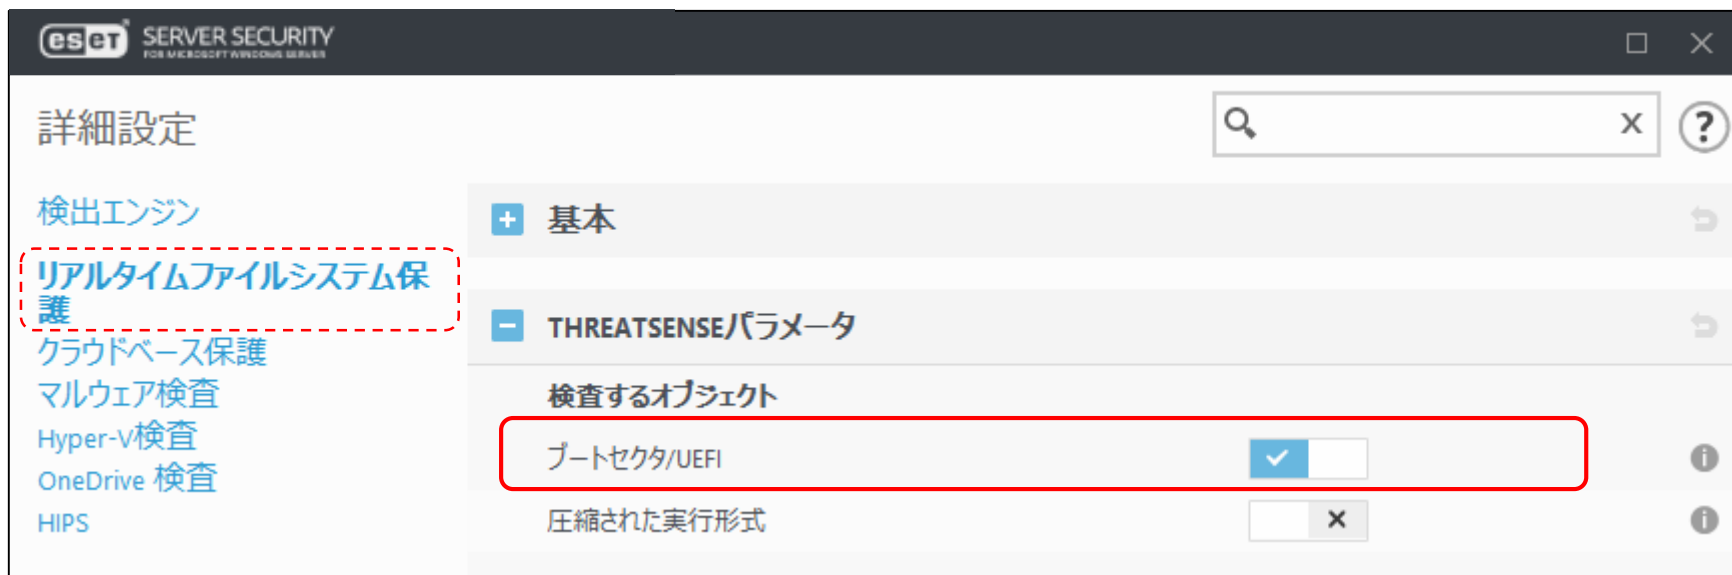 eset SERVER SECURITY
FOR MICROSOFT WINDOWS SERVER
詳細設定
検出エンジン
リアルタイムファイルシステム保
護
クラウドベース保護
マルウェア検査
Hyper-V検査
OneDrive 検査
HIPS
基本
THREATSENSEパラメータ
検査するオブジェクト
ブートセクタ/UEFI
圧縮された実行形式